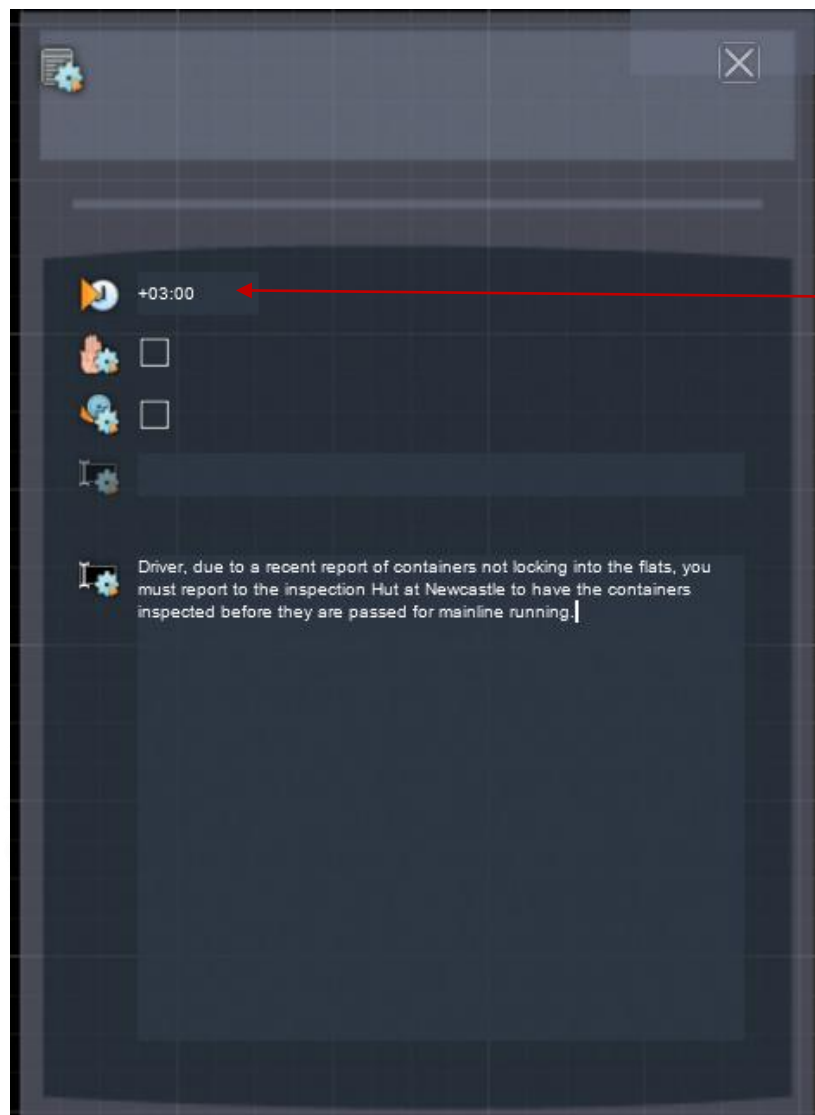 +03:00
Driver, due to a recent report of containers not locking into the flats, you
must report to the inspection Hut at Newcastle to have the containers
inspected before they are passed for mainline running.